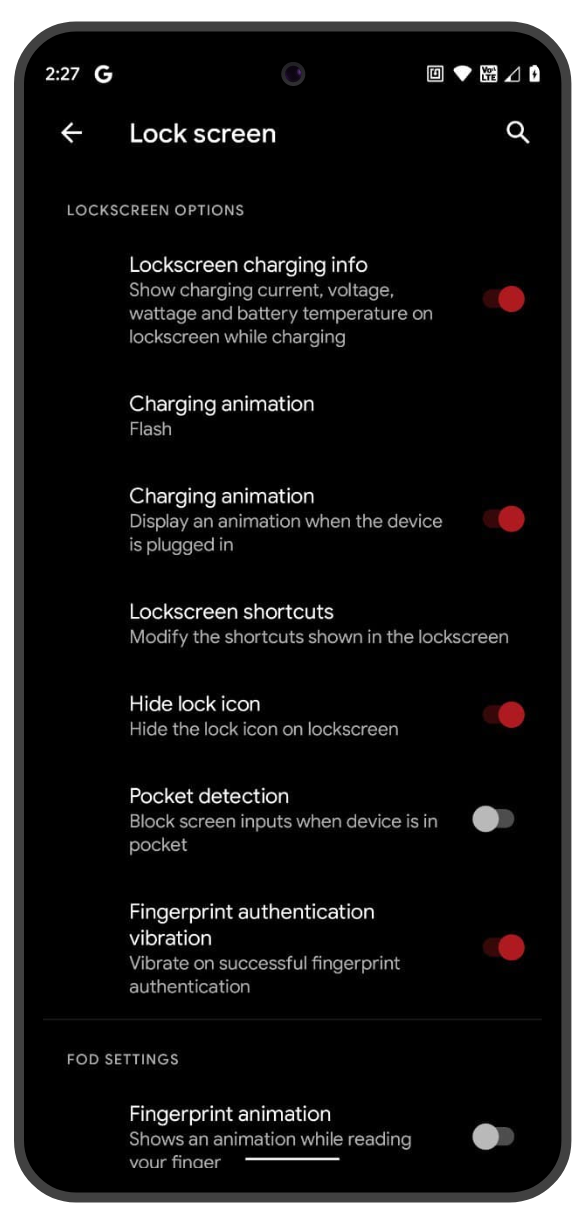 2:27 G Vo LTE
Lock screen
LOCKSCREEN OPTIONS
Lockscreen charging info
Show charging current, voltage,
wattage and battery temperature on
lockscreen while charging
Charging animation
Flash
Charging animation
Display an animation when the device
is plugged in
Lockscreen shortcuts
Modify the shortcuts shown in the lockscreen
Hide lock icon
Hide the lock icon on lockscreen
Pocket detection
Block screen inputs when device is in
pocket
Fingerprint authentication
vibration
Vibrate on successful fingerprint
authentication
FOD SETTINGS
Fingerprint animation
Shows an animation while reading
your finger